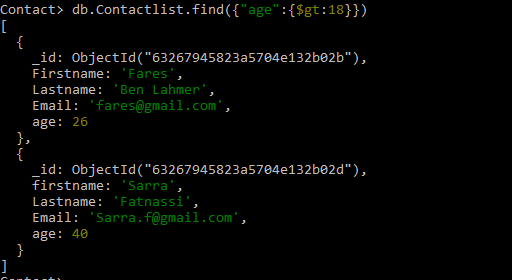 Contact> db.Contactlist.find({"age":{$gt:18}})
[
  {
    _id: ObjectId("63267945823a5704e132b02b"),
    Firstname: 'Fares',
    Lastname: 'Ben Lahmer',
    Email: 'fares@gmail.com',
    age: 26
  },
  {
    _id: ObjectId("63267945823a5704e132b02d"),
    firstname: 'Sarra',
    Lastname: 'Fatnassi',
    Email: 'Sarra.f@gmail.com',
    age: 40
  }
]
Contact>